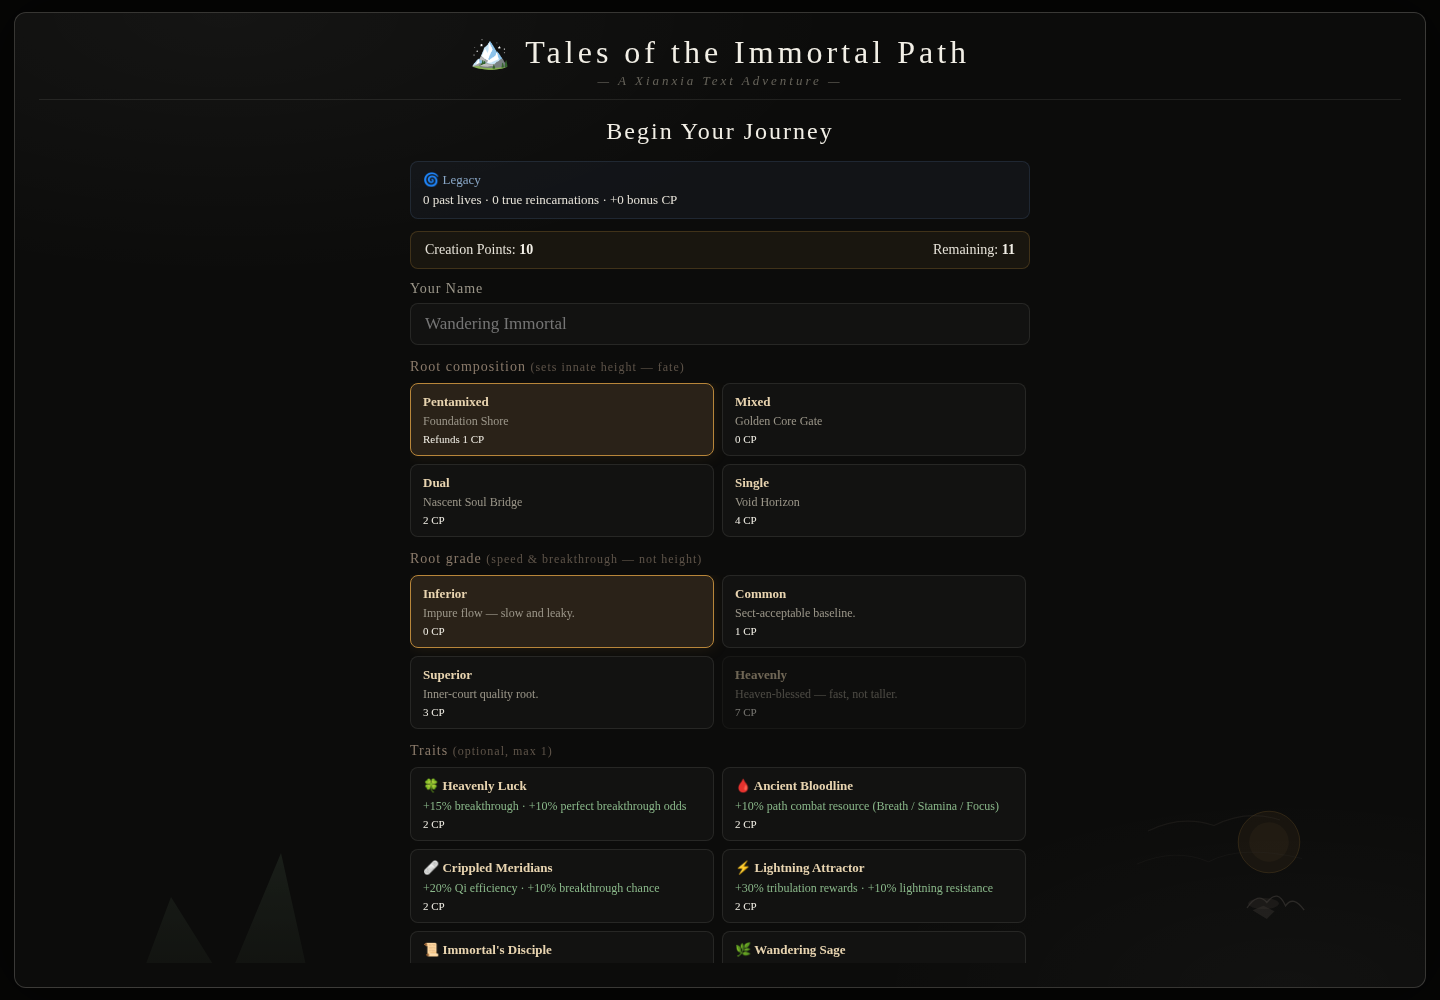 Tales of the Immortal Path
— A Xianxia Text Adventure —
Begin Your Journey
Legacy
0 past lives · 0 true reincarnations · +0 bonus CP
Creation Points: 10 Remaining: 11
Your Name
Wandering Immortal
Root composition (sets innate height — fate)
Pentamixed
Foundation Shore
Refunds 1 CP
Mixed
Golden Core Gate
0 CP
Dual
Nascent Soul Bridge
2 CP
Single
Void Horizon
4 CP
Root grade (speed & breakthrough — not height)
Inferior
Impure flow — slow and leaky.
0 CP
Common
Sect-acceptable baseline.
1 CP
Superior
Inner-court quality root.
3 CP
Heavenly
Heaven-blessed — fast, not taller.
7 CP
Traits (optional, max 1)
Heavenly Luck
+15% breakthrough · +10% perfect breakthrough odds
2 CP
Ancient Bloodline
+10% path combat resource (Breath / Stamina / Focus)
2 CP
Crippled Meridians
+20% Qi efficiency · +10% breakthrough chance
2 CP
Lightning Attractor
+30% tribulation rewards · +10% lightning resistance
2 CP
Immortal's Disciple
Wandering Sage